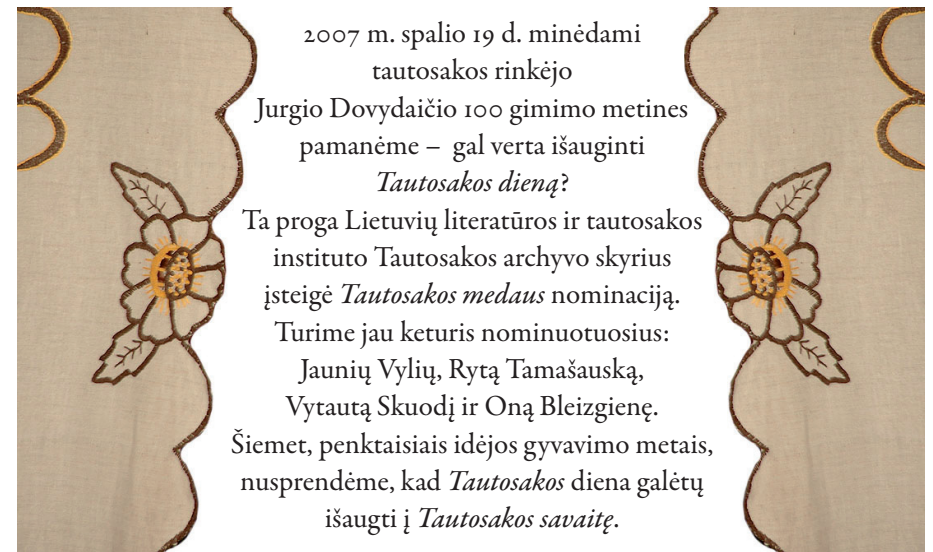 2007 m. spalio 19 d. minėdami
tautosakos rinkėjo
Jurgio Dovydaičio 100 gimimo metines
pamanėme – gal verta išauginti
Tautosakos dieną?
Ta proga Lietuvių literatūros ir tautosakos
instituto Tautosakos archyvo skyrius
įsteigė Tautosakos medaus nominaciją.
Turime jau keturis nominuotuosius:
Jaunių Vylių, Rytą Tamašauską,
Vytautą Skuodį ir Oną Bleizgienę.
Šiemet, penktaisiais idėjos gyvavimo metais,
nusprendėme, kad Tautosakos diena galėtų
išaugti į Tautosakos savaitę.